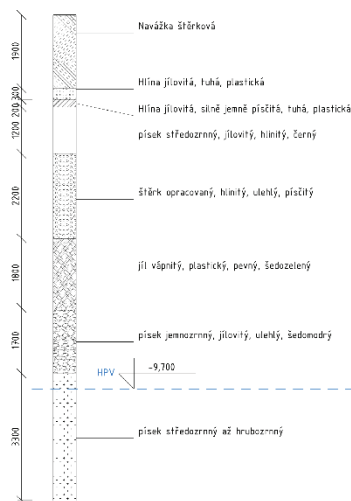 1900
Navážka štěrková
300
Hlína jílovitá, tuhá, plastická
200
Hlína jílovitá, silně jemně písčitá, tuhá, plastická
1200
písek středozrnný, jílovitý, hlinitý, černý
2200
štěrk opracovaný, hlinitý, ulehlý, písčitý
1800
jíl vápnitý, plastický, pevný, šedozelený
1700
písek jemnozrnný, jílovitý, ulehlý, šedomodrý
HPV -9,700
3300
písek středozrnný až hrubozrnný